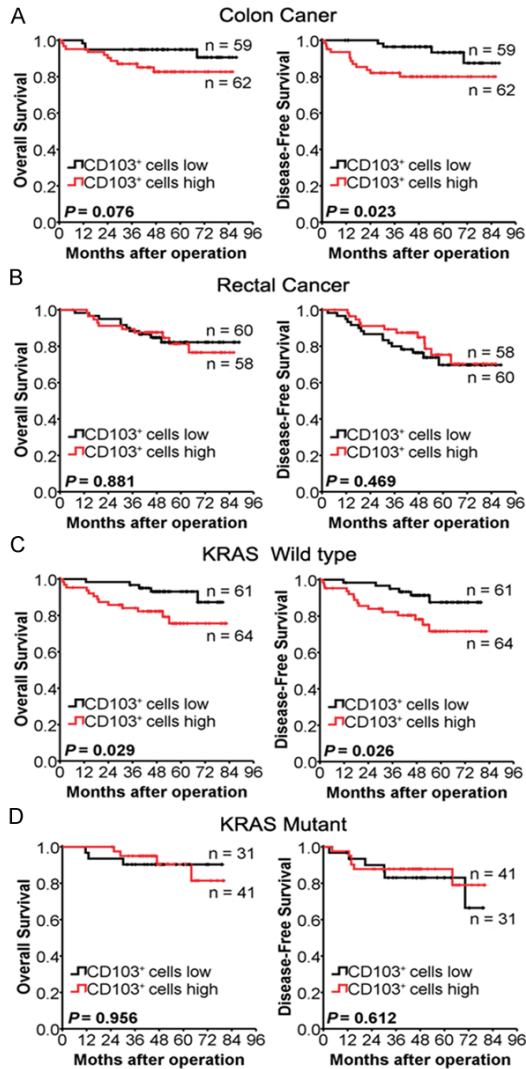 A
Colon Caner
Overall Survival
1.0
0.8
0.6
0.4
0.2
0.0
n = 59
n = 62
CD103+ cells low
CD103+ cells high
P = 0.076
0 12 24 36 48 60 72 84 96
Months after operation
Disease-Free Survival
1.0
0.8
0.6
0.4
0.2
0.0
n = 59
n = 62
CD103+ cells low
CD103+ cells high
P = 0.023
0 12 24 36 48 60 72 84 96
Months after operation
B
Rectal Cancer
Overall Survival
1.0
0.8
0.6
0.4
0.2
0.0
n = 60
n = 58
CD103+ cells low
CD103+ cells high
P = 0.881
0 12 24 36 48 60 72 84 96
Months after operation
Disease-Free Survival
1.0
0.8
0.6
0.4
0.2
0.0
n = 58
n = 60
CD103+ cells low
CD103+ cells high
P = 0.469
0 12 24 36 48 60 72 84 96
Months after operation
C
KRAS Wild type
Overall Survival
1.0
0.8
0.6
0.4
0.2
0.0
n = 61
n = 64
CD103+ cells low
CD103+ cells high
P = 0.029
0 12 24 36 48 60 72 84 96
Months after operation
Disease-Free Survival
1.0
0.8
0.6
0.4
0.2
0.0
n = 61
n = 64
CD103+ cells low
CD103+ cells high
P = 0.026
0 12 24 36 48 60 72 84 96
Months after operation
D
KRAS Mutant
Overall Survival
1.0
0.8
0.6
0.4
0.2
0.0
n = 31
n = 41
CD103+ cells low
CD103+ cells high
P = 0.956
0 12 24 36 48 60 72 84 96
Moths after operation
Disease-Free Survival
1.0
0.8
0.6
0.4
0.2
0.0
n = 41
n = 31
CD103+ cells low
CD103+ cells high
P = 0.612
0 12 24 36 48 60 72 84 96
Months after operation